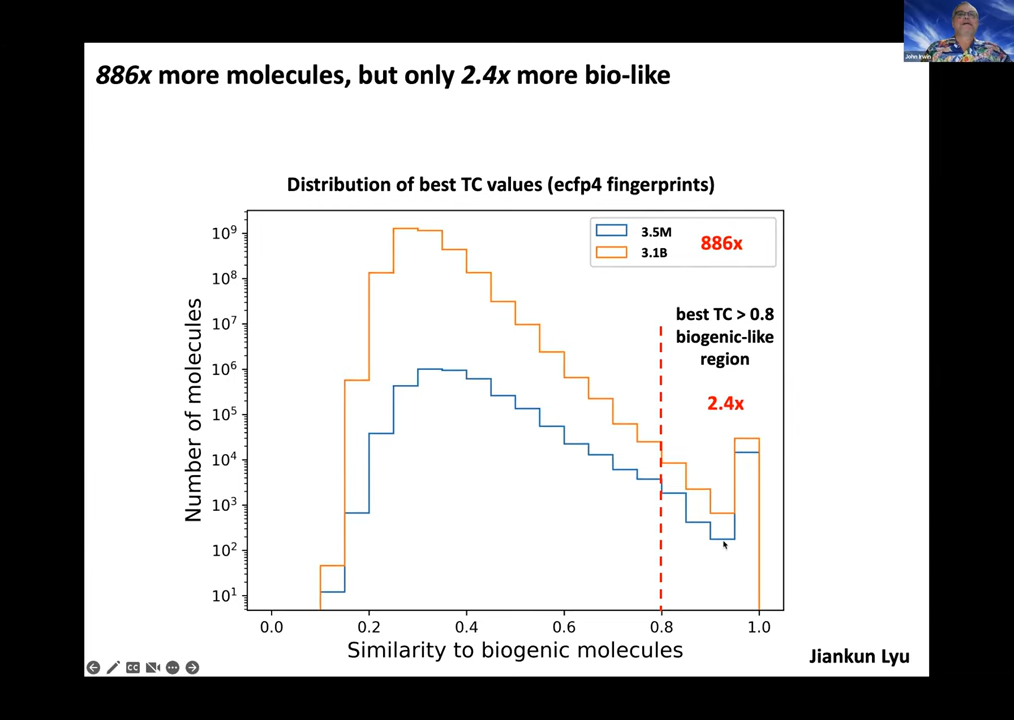 John Irwin
886x more molecules, but only 2.4x more bio-like
Distribution of best TC values (ecfp4 fingerprints)
3.5M
3.1B
886x
best TC > 0.8
biogenic-like
region
2.4x
Number of molecules
10⁹
10⁸
10⁷
10⁶
10⁵
10⁴
10³
10²
10¹
0.0 0.2 0.4 0.6 0.8 1.0
Similarity to biogenic molecules
CC
Jiankun Lyu